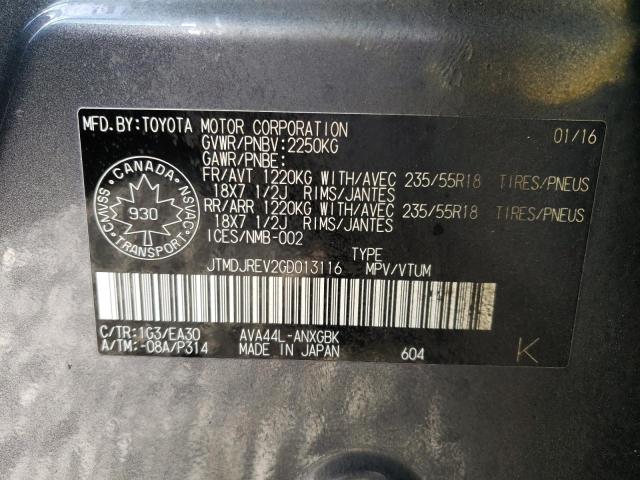 MFD.BY:TOYOTA MOTOR CORPORATION 01/16
GVWR/PNBV:2250KG
GAWR/PNBE:
FR/AVT 1220KG WITH/AVEC 235/55R18 TIRES/PNEUS
18X7 1/2J RIMS/JANTES
RR/ARR 1220KG WITH/AVEC 235/55R18 TIRES/PNEUS
18X7 1/2J RIMS/JANTES
ICES/NMB-002
CANADA
CMVSS 930 NSVAC
TRANSPORT
TYPE
JTMDJREV2GD013116 MPV/VTUM
C/TR:1G3/EA30 AVA44L-ANXGBK
A/TM:-08A/P314 MADE IN JAPAN 604 K